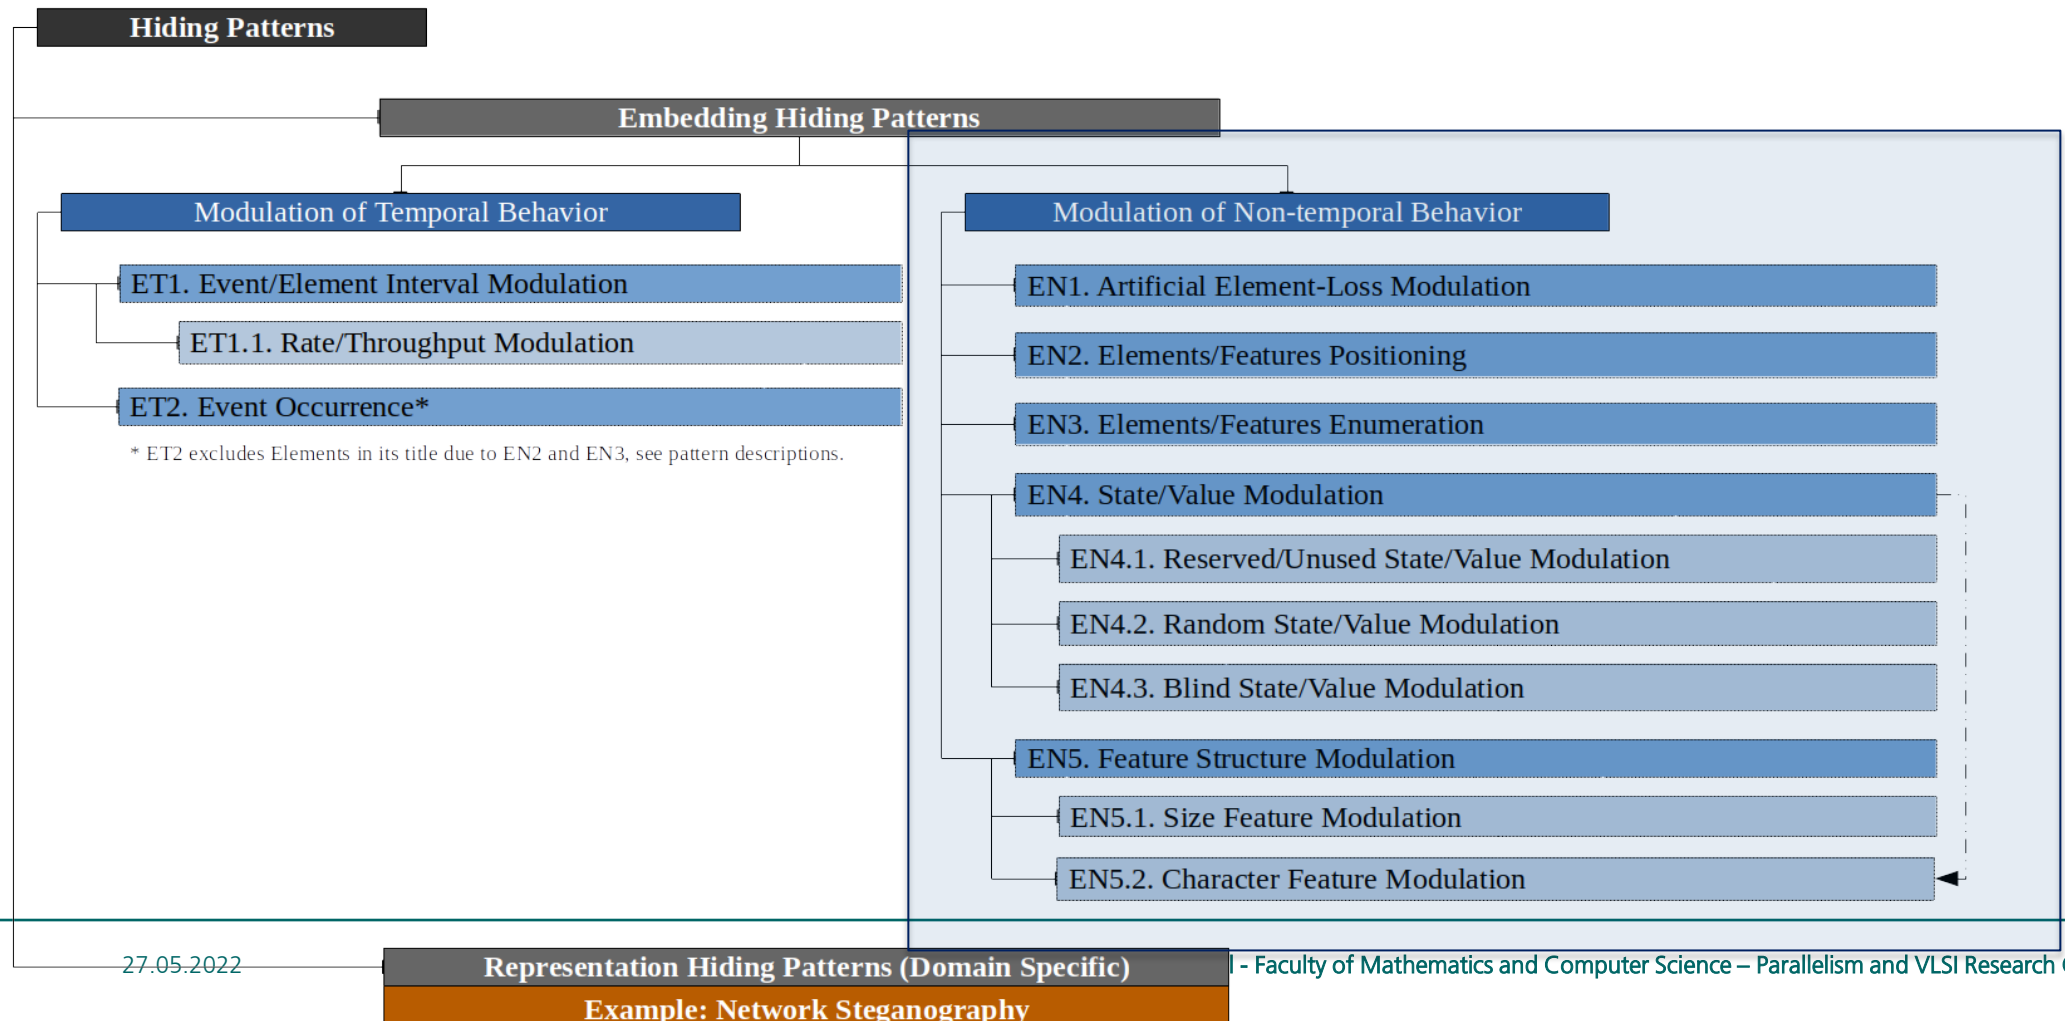 Hiding Patterns
Embedding Hiding Patterns
Modulation of Temporal Behavior
ET1. Event/Element Interval Modulation
ET1.1. Rate/Throughput Modulation
ET2. Event Occurrence*
* ET2 excludes Elements in its title due to EN2 and EN3, see pattern descriptions.
Modulation of Non-temporal Behavior
EN1. Artificial Element-Loss Modulation
EN2. Elements/Features Positioning
EN3. Elements/Features Enumeration
EN4. State/Value Modulation
EN4.1. Reserved/Unused State/Value Modulation
EN4.2. Random State/Value Modulation
EN4.3. Blind State/Value Modulation
EN5. Feature Structure Modulation
EN5.1. Size Feature Modulation
EN5.2. Character Feature Modulation
27.05.2022
Representation Hiding Patterns (Domain Specific)
- Faculty of Mathematics and Computer Science – Parallelism and VLSI Research
Example: Network Steganography